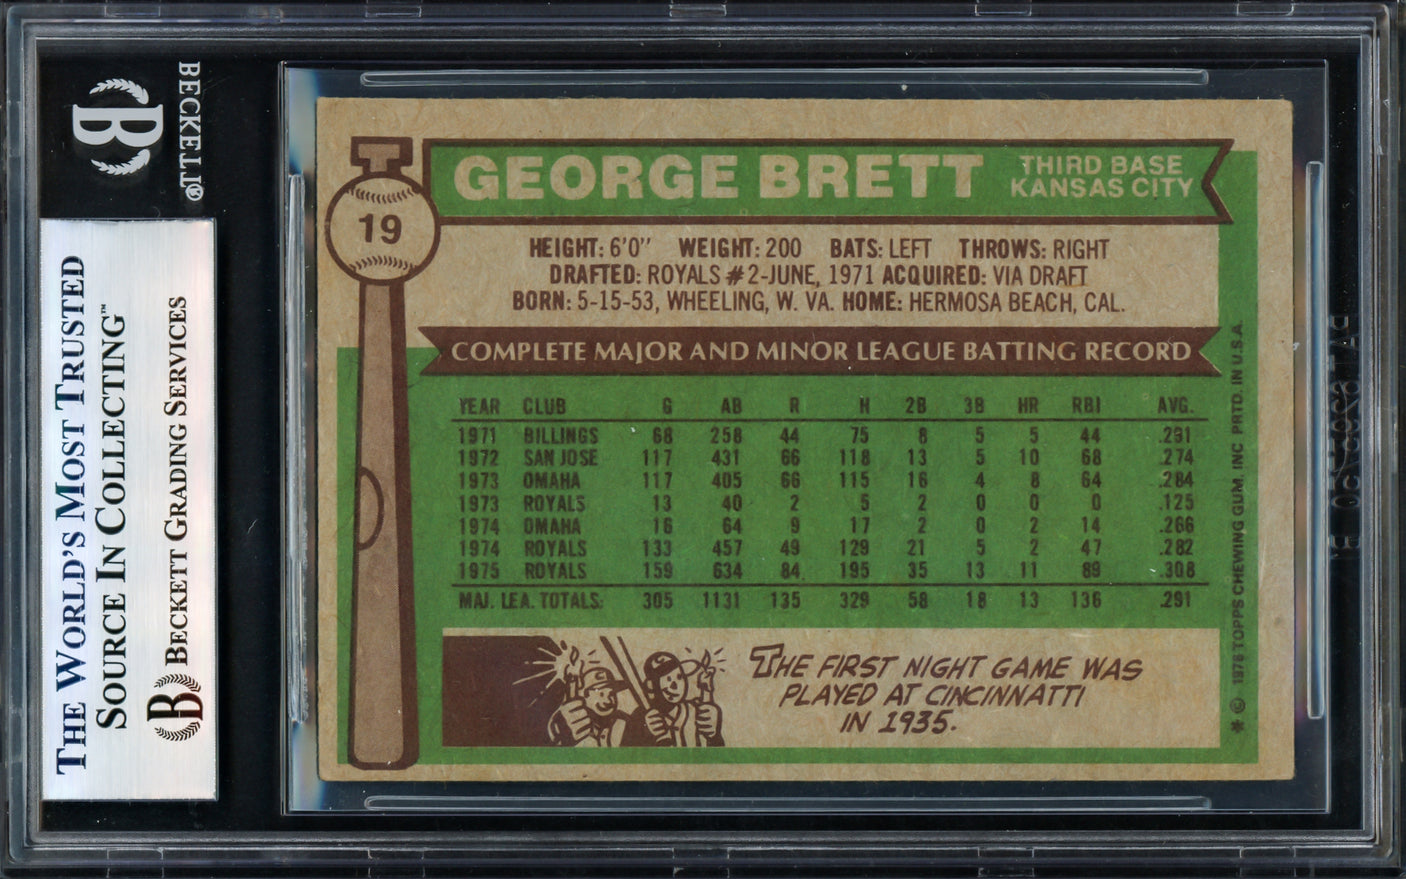 BECKETT®
THE WORLD'S MOST TRUSTED
SOURCE IN COLLECTING™
BECKETT GRADING SERVICES
19
GEORGE BRETT
THIRD BASE
KANSAS CITY
HEIGHT: 6'0" WEIGHT: 200 BATS: LEFT THROWS: RIGHT
DRAFTED: ROYALS #2-JUNE, 1971 ACQUIRED: VIA DRAFT
BORN: 5-15-53, WHEELING, W. VA. HOME: HERMOSA BEACH, CAL.
COMPLETE MAJOR AND MINOR LEAGUE BATTING RECORD
YEAR CLUB G AB R H 2B 3B HR RBI AVG.
1971 BILLINGS 68 258 44 75 8 5 5 44 .291
1972 SAN JOSE 117 431 66 118 13 5 10 68 .274
1973 OMAHA 117 405 66 115 16 4 8 64 .284
1973 ROYALS 13 40 2 5 2 0 0 0 .125
1974 OMAHA 16 64 9 17 2 0 2 14 .266
1974 ROYALS 133 457 49 129 21 5 2 47 .282
1975 ROYALS 159 634 84 195 35 13 11 89 .308
MAJ. LEA. TOTALS: 305 1131 135 329 58 18 13 136 .291
THE FIRST NIGHT GAME WAS
PLAYED AT CINCINNATTI
IN 1935.
* © 1976 TOPPS CHEWING GUM, INC PRTD. IN U.S.A.